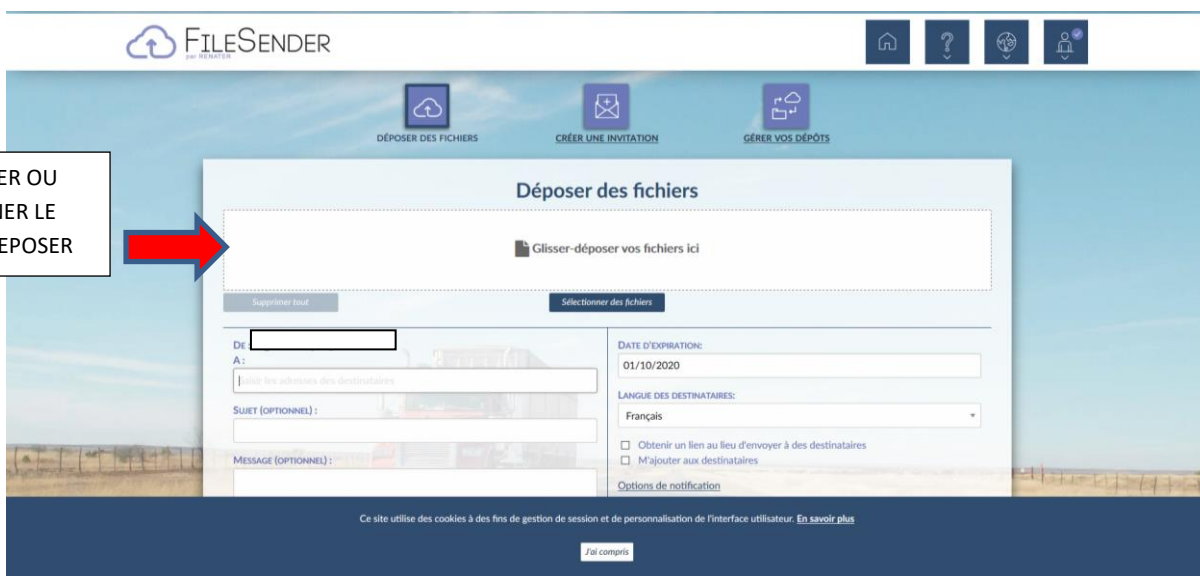 FILESENDER
par RENATER
DÉPOSER DES FICHIERS
CRÉER UNE INVITATION
GÉRER VOS DÉPÔTS
ER OU
IER LE
EPOSER
Déposer des fichiers
Glisser-déposer vos fichiers ici
Supprimer tout
Sélectionner des fichiers
DE :
A :
Saisir les adresses des destinataires
SUJET (OPTIONNEL) :
MESSAGE (OPTIONNEL) :
DATE D'EXPIRATION:
01/10/2020
LANGUE DES DESTINATAIRES:
Français
Obtenir un lien au lieu d'envoyer à des destinataires
M'ajouter aux destinataires
Options de notification
Ce site utilise des cookies à des fins de gestion de session et de personnalisation de l'interface utilisateur. En savoir plus
J'ai compris